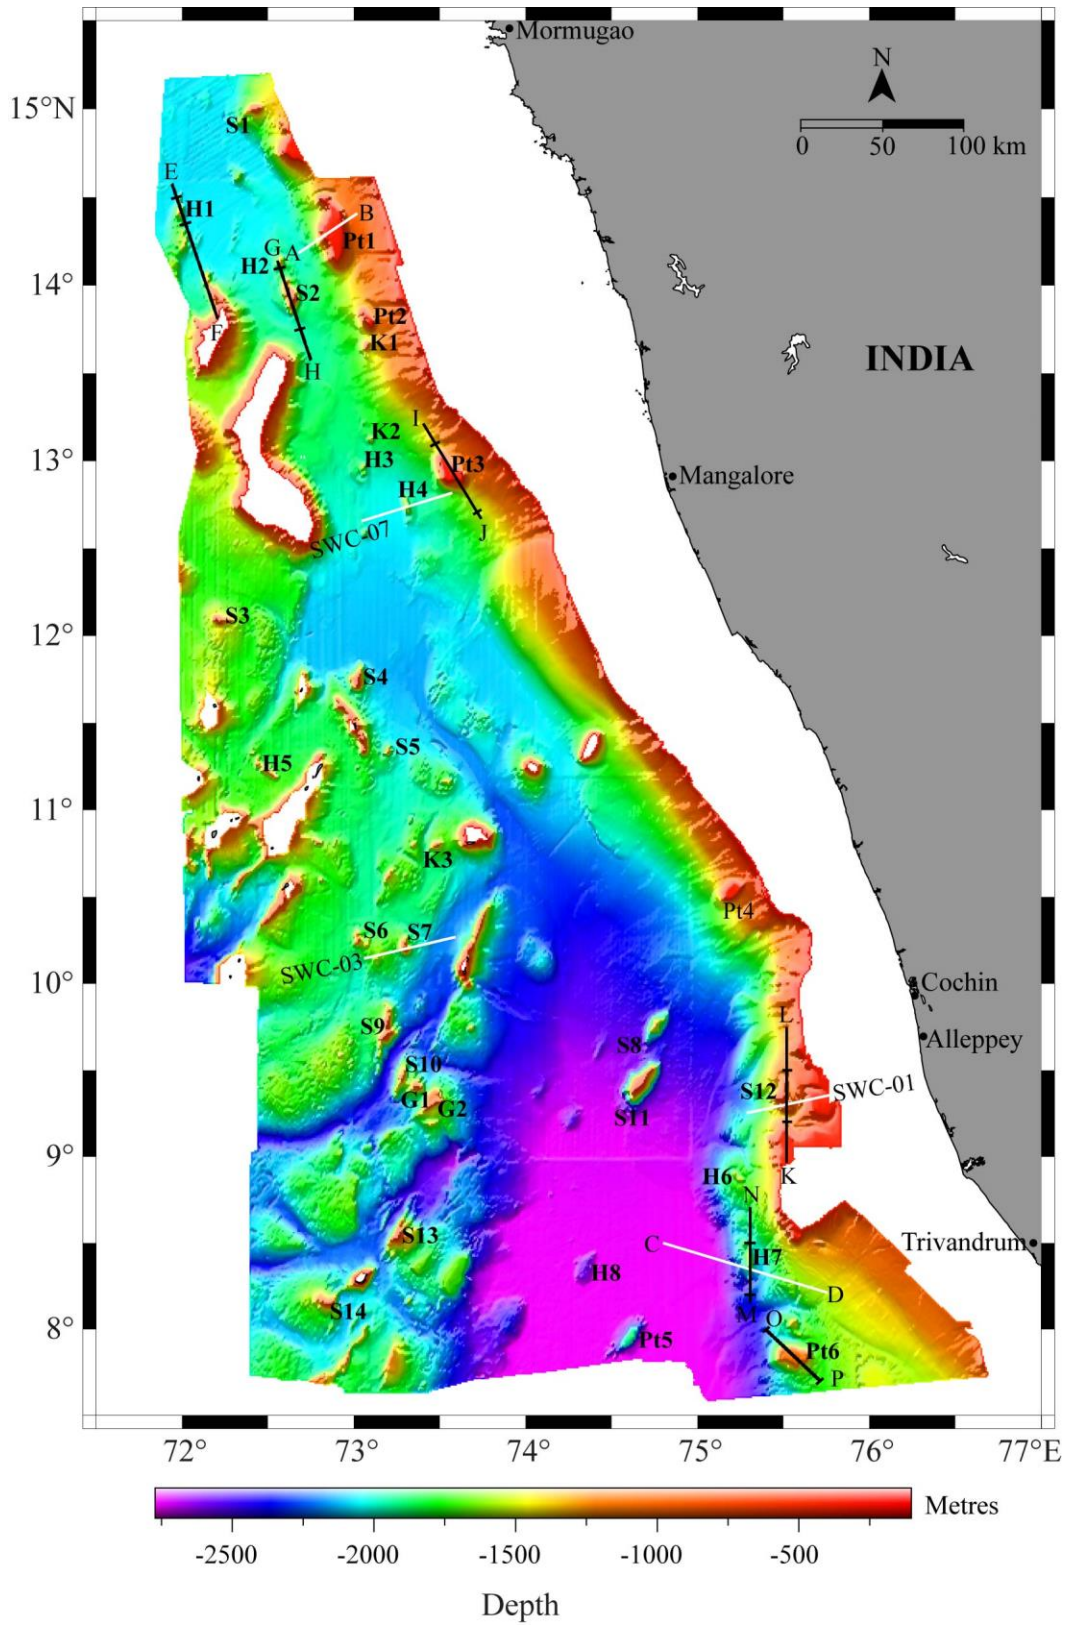 Mormugao
N
15°N
0 50 100 km
S1
E
H1
B
Pt1
G A
H2
14°
S2
INDIA
Pt2
F
K1
H
I
K2
13°
H3
Pt3
Mangalore
H4
SWC-07
J
12°
S3
S4
S5
H5
11°
K3
Pt4
S6
S7
SWC-03
10°
Cochin
L
S9
S8
Alleppey
S10
S12
SWC-01
G1
G2
S11
9°
H6
K
N
S13
C
H7
Trivandrum
H8
D
S14
M O
8°
Pt5
Pt6
P
72° 73° 74° 75° 76° 77°E
Metres
-2500 -2000 -1500 -1000 -500
Depth